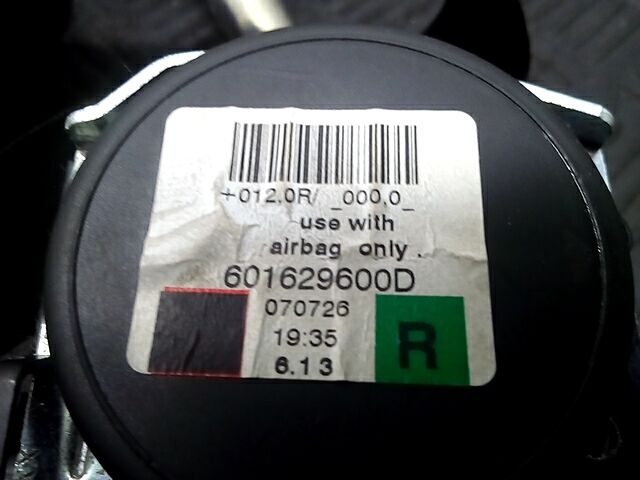 +012.0R/ _000,0_
use with
airbag only.
601629600D
070726
19:35
6.13
R